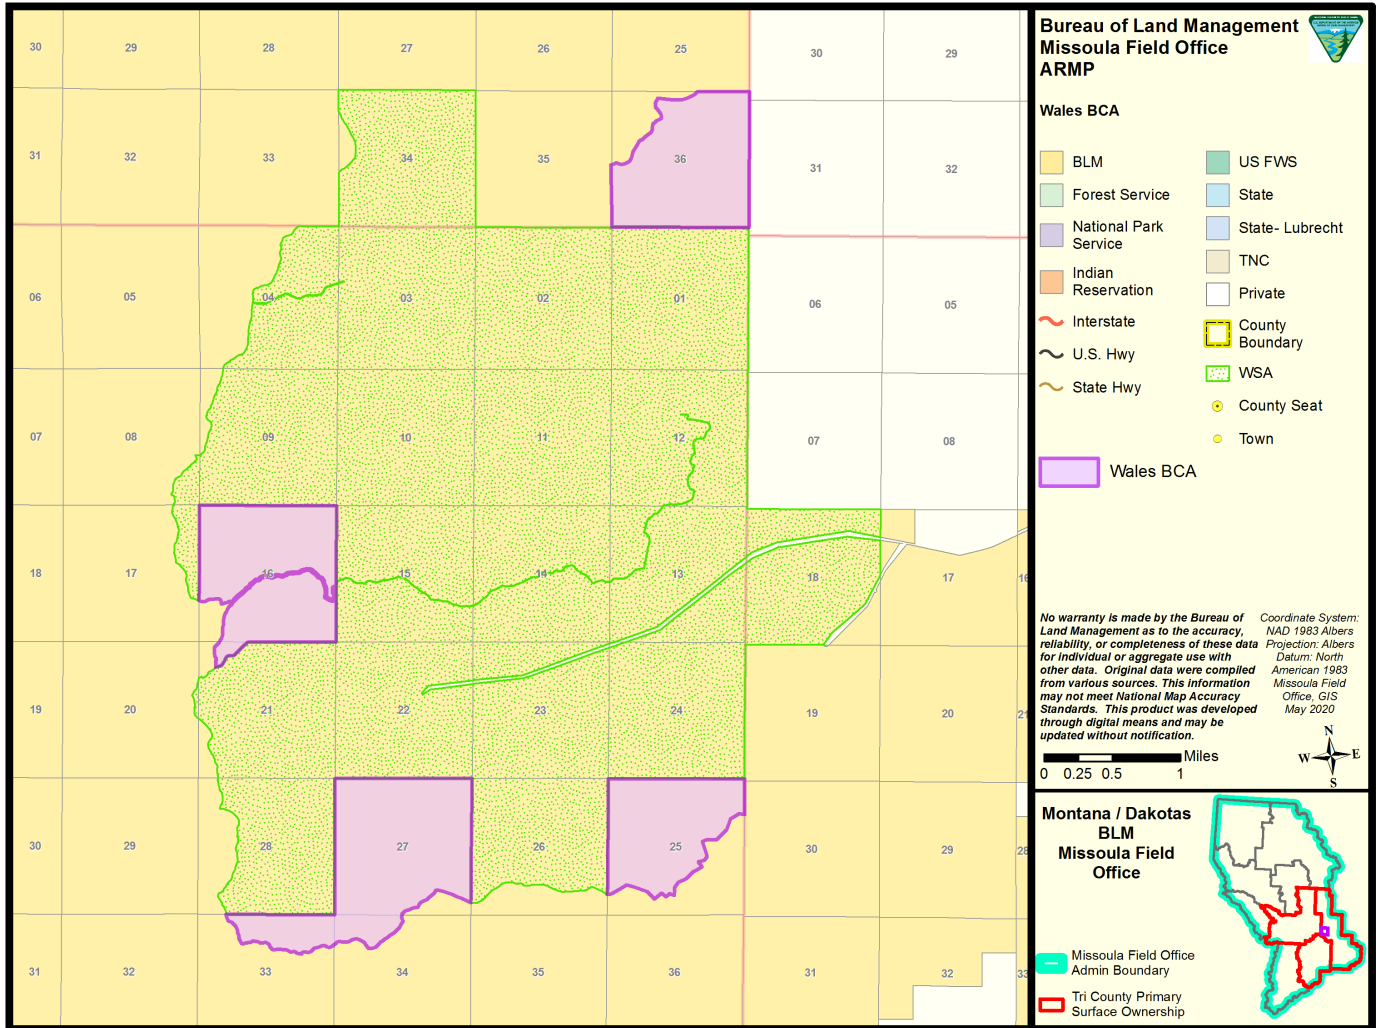 30 29 28 27 26 25 30 29
31 32 33 34 35 36 31 32
06 05 04 03 02 01 06 05
07 08 09 10 11 12 07 08
18 17 16 15 14 13 18 17 16
19 20 21 22 23 24 19 20 21
30 29 28 27 26 25 30 29 28
31 32 33 34 35 36 31 32 33
Bureau of Land Management
Missoula Field Office
ARMP
Wales BCA
BLM
Forest Service
National Park
Service
Indian
Reservation
Interstate
U.S. Hwy
State Hwy
US FWS
State
State- Lubrecht
TNC
Private
County
Boundary
WSA
County Seat
Town
Wales BCA
No warranty is made by the Bureau of
Land Management as to the accuracy,
reliability, or completeness of these data
for individual or aggregate use with
other data. Original data were compiled
from various sources. This information
may not meet National Map Accuracy
Standards. This product was developed
through digital means and may be
updated without notification.
Coordinate System:
NAD 1983 Albers
Projection: Albers
Datum: North
American 1983
Missoula Field
Office, GIS
May 2020
N
W E
S
Miles
0 0.25 0.5 1
Montana / Dakotas
BLM
Missoula Field
Office
Missoula Field Office
Admin Boundary
Tri County Primary
Surface Ownership